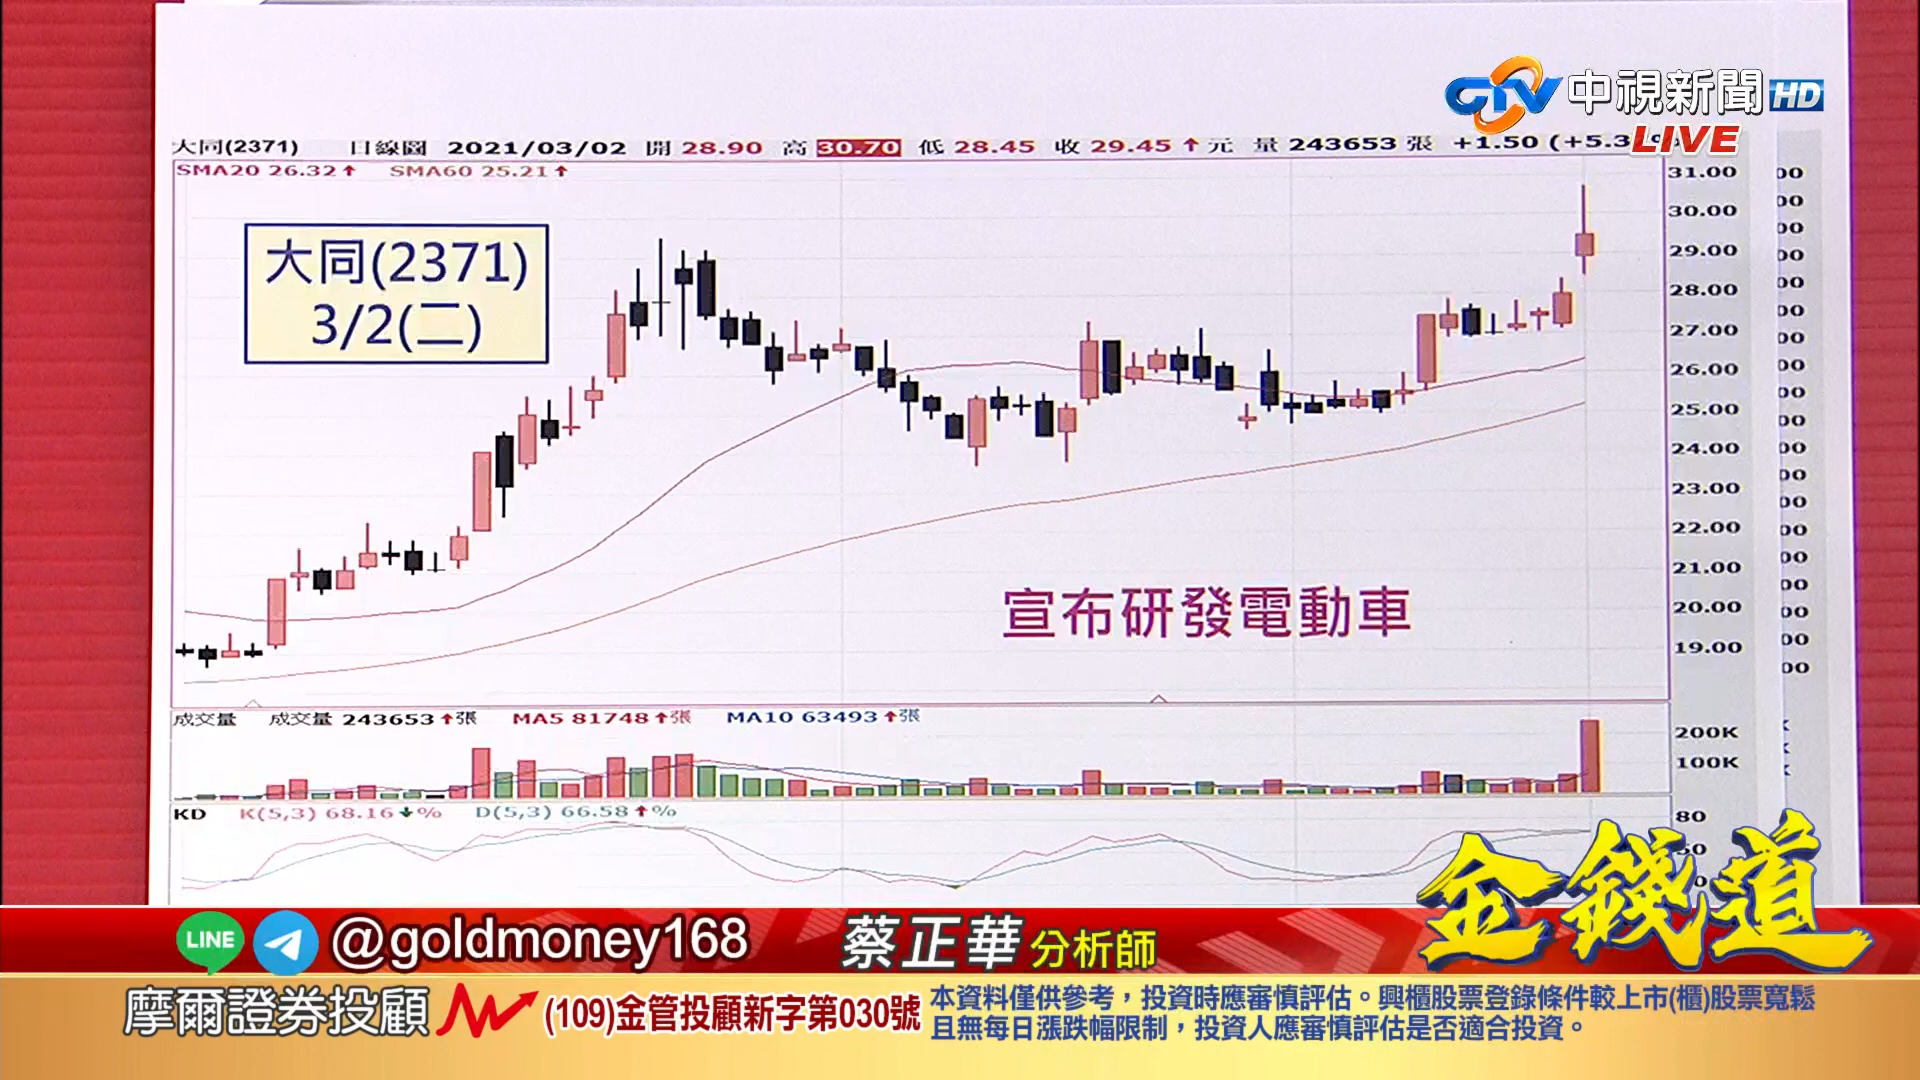 CTV 中視新聞 HD
LIVE
大同(2371) 日線圖 2021/03/02 開 28.90 高 30.70 低 28.45 收 29.45↑ 元 量 243653 張 +1.50 (+5.3
SMA20 26.32↑ SMA60 25.21↑
大同(2371)
3/2(二)
31.00
30.00
29.00
28.00
27.00
26.00
25.00
24.00
23.00
22.00
21.00
20.00
19.00
宣布研發電動車
成交量 成交量 243653↑張 MA5 81748↑張 MA10 63493↑張
200K
100K
KD K(5,3) 68.16↓% D(5,3) 66.58↑%
80
金錢道
LINE @goldmoney168 蔡正華 分析師
摩爾證券投顧 (109)金管投顧新字第030號
本資料僅供參考，投資時應審慎評估。興櫃股票登錄條件較上市(櫃)股票寬鬆
且無每日漲跌幅限制，投資人應審慎評估是否適合投資。